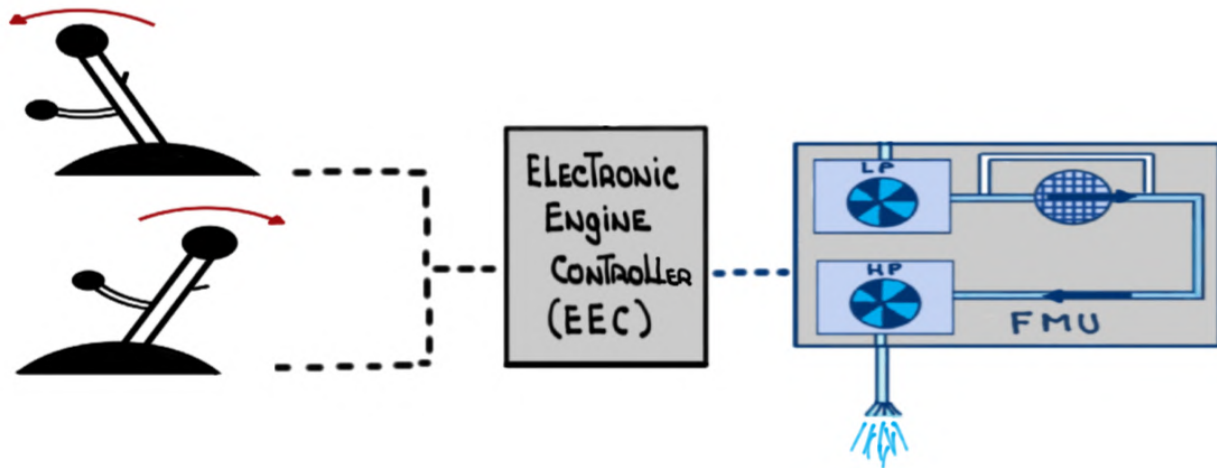 ELECTRONIC
ENGINE
CONTROLLER
(EEC)
LP
HP
FMU